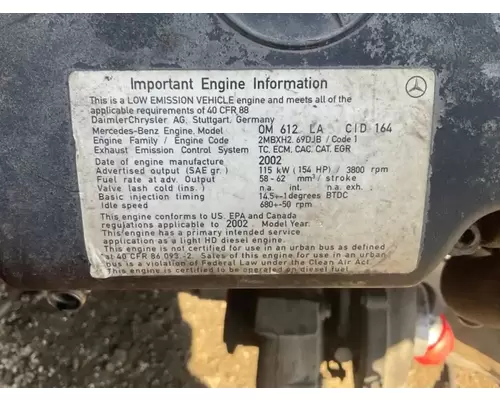 Important Engine Information
This is a LOW EMISSION VEHICLE engine and meets all of the
applicable requirements of 40 CFR 88
DaimlerChrysler AG, Stuttgart, Germany
Mercedes-Benz Engine, Model OM 612 LA CID 164
Engine Family / Engine Code 2MBXH2.69DJB / Code 1
Exhaust Emission Control System TC, ECM, CAC, CAT, EGR
Date of engine manufacture 2002
Advertised output (SAE gr.) 115 kW (154 HP) / 3800 rpm
Fuel rate at adv. Output 58 - 62 mm³ / stroke
Valve lash cold (ins.) n.a. int. n.a. exh.
Basic injection timing 14.5+-1degrees BTDC
Idle speed 680+-50 rpm
This engine conforms to US. EPA and Canada
regulations applicable to 2002 . Model Year.
This engine has a primary intended service
application as a light HD diesel engine.
This engine is not certified for use in an urban bus as defined
at 40 CFR 86 093 -2. Sales of this engine for use in an urban
bus is a violation of Federal Law under the Clean Air Act.
This engine is certified to be operated on diesel fuel.